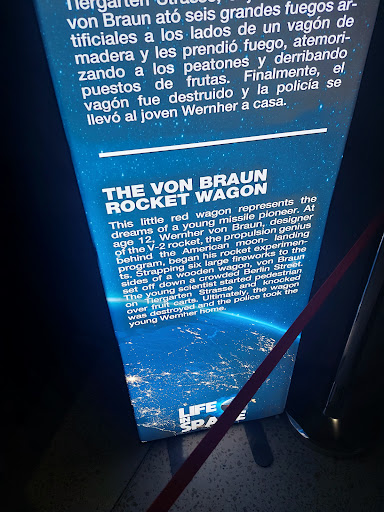 Tiergarten Strasse,
von Braun ató seis grandes fuegos ar-
tificiales a los lados de un vagón de
madera y les prendió fuego, atemori-
zando a los peatones y derribando
puestos de frutas. Finalmente, el
vagón fue destruido y la policía se
llevó al joven Wernher a casa.
THE VON BRAUN
ROCKET WAGON
This little red wagon represents the
dreams of a young missile pioneer. At
age 12, Wernher von Braun, designer
of the V-2 rocket, the propulsion genius
behind the American moon- landing
program, began his rocket experimen-
ts. Strapping six large fireworks to the
sides of a wooden wagon, von Braun
set off down a crowded Berlin Street.
The young scientist started pedestrian
on Tiergarten Strasse and knocked
over fruit carts. Ultimately, the wagon
was destroyed and the police took the
young Wernher home.
LIFE
IN
SPACE